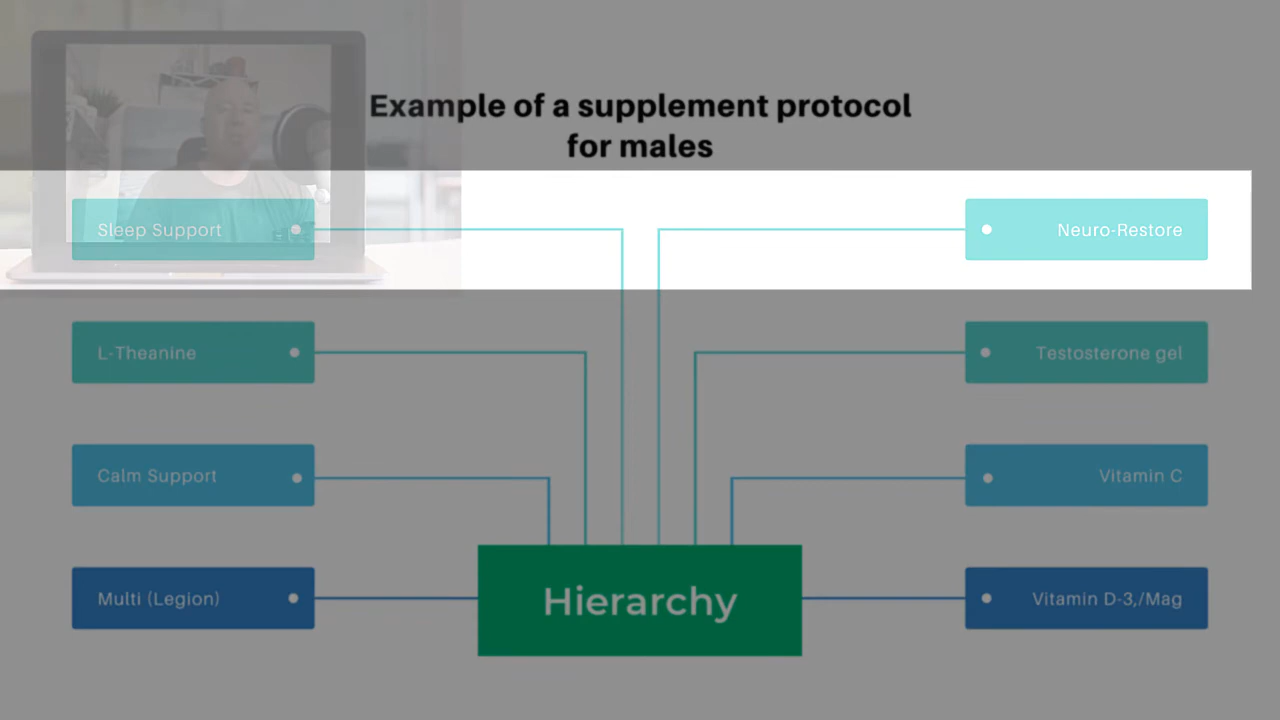 Example of a supplement protocol
for males
Sleep Support
Neuro-Restore
L-Theanine
Testosterone gel
Calm Support
Vitamin C
Multi (Legion)
Hierarchy
Vitamin D-3,/Mag